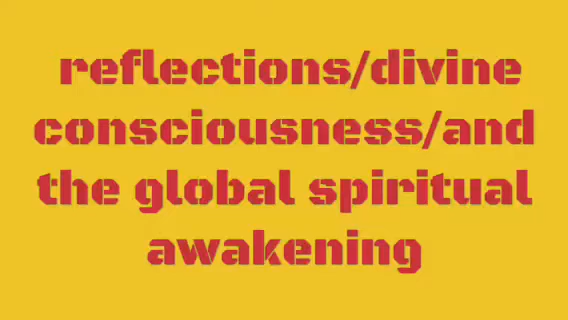 reflections/divine
consciousness/and
the global spiritual
awakening